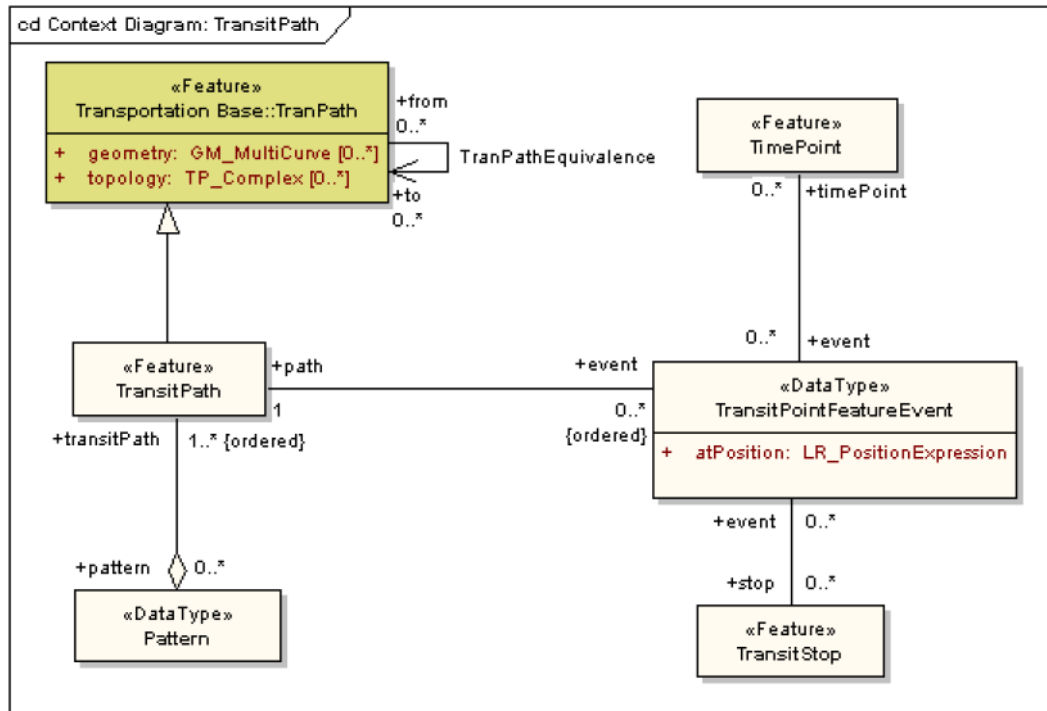 cd Context Diagram: TransitPath
«Feature»
Transportation Base::TranPath
+ geometry: GM_MultiCurve [0..*]
+ topology: TP_Complex [0..*]
+from
0..*
TranPathEquivalence
+to
0..*
«Feature»
TimePoint
0..*
+timePoint
0..*
+event
«Feature»
TransitPath
+path
1
+event
0..*
{ordered}
«DataType»
TransitPointFeatureEvent
+ atPosition: LR_PositionExpression
+transitPath
1..* {ordered}
+pattern
0..*
«DataType»
Pattern
+event
0..*
+stop
0..*
«Feature»
TransitStop